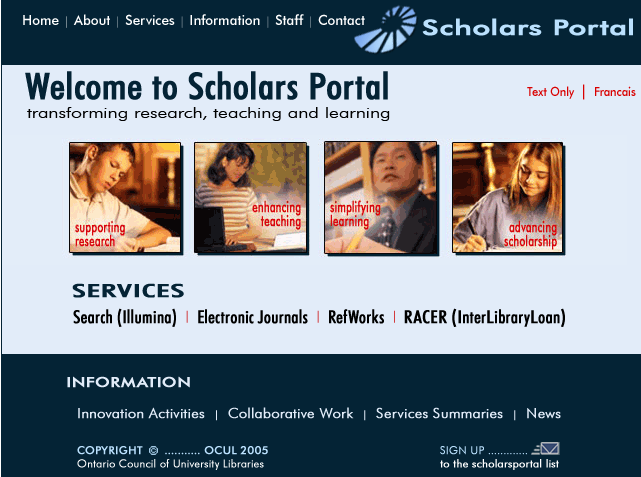 Home | About | Services | Information | Staff | Contact
Scholars Portal
Welcome to Scholars Portal
transforming research, teaching and learning
Text Only | Francais
supporting
research
enhancing
teaching
simplifying
learning
advancing
scholarship
SERVICES
Search (Illumina) | Electronic Journals | RefWorks | RACER (InterLibraryLoan)
INFORMATION
Innovation Activities | Collaborative Work | Services Summaries | News
COPYRIGHT © ........... OCUL 2005
Ontario Council of University Libraries
SIGN UP .............
to the scholarsportal list